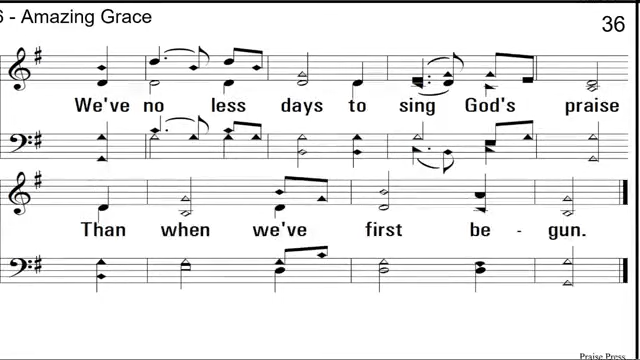 6 - Amazing Grace
36
We've no less days to sing God's praise
Than when we've first be - gun.
Praise Press